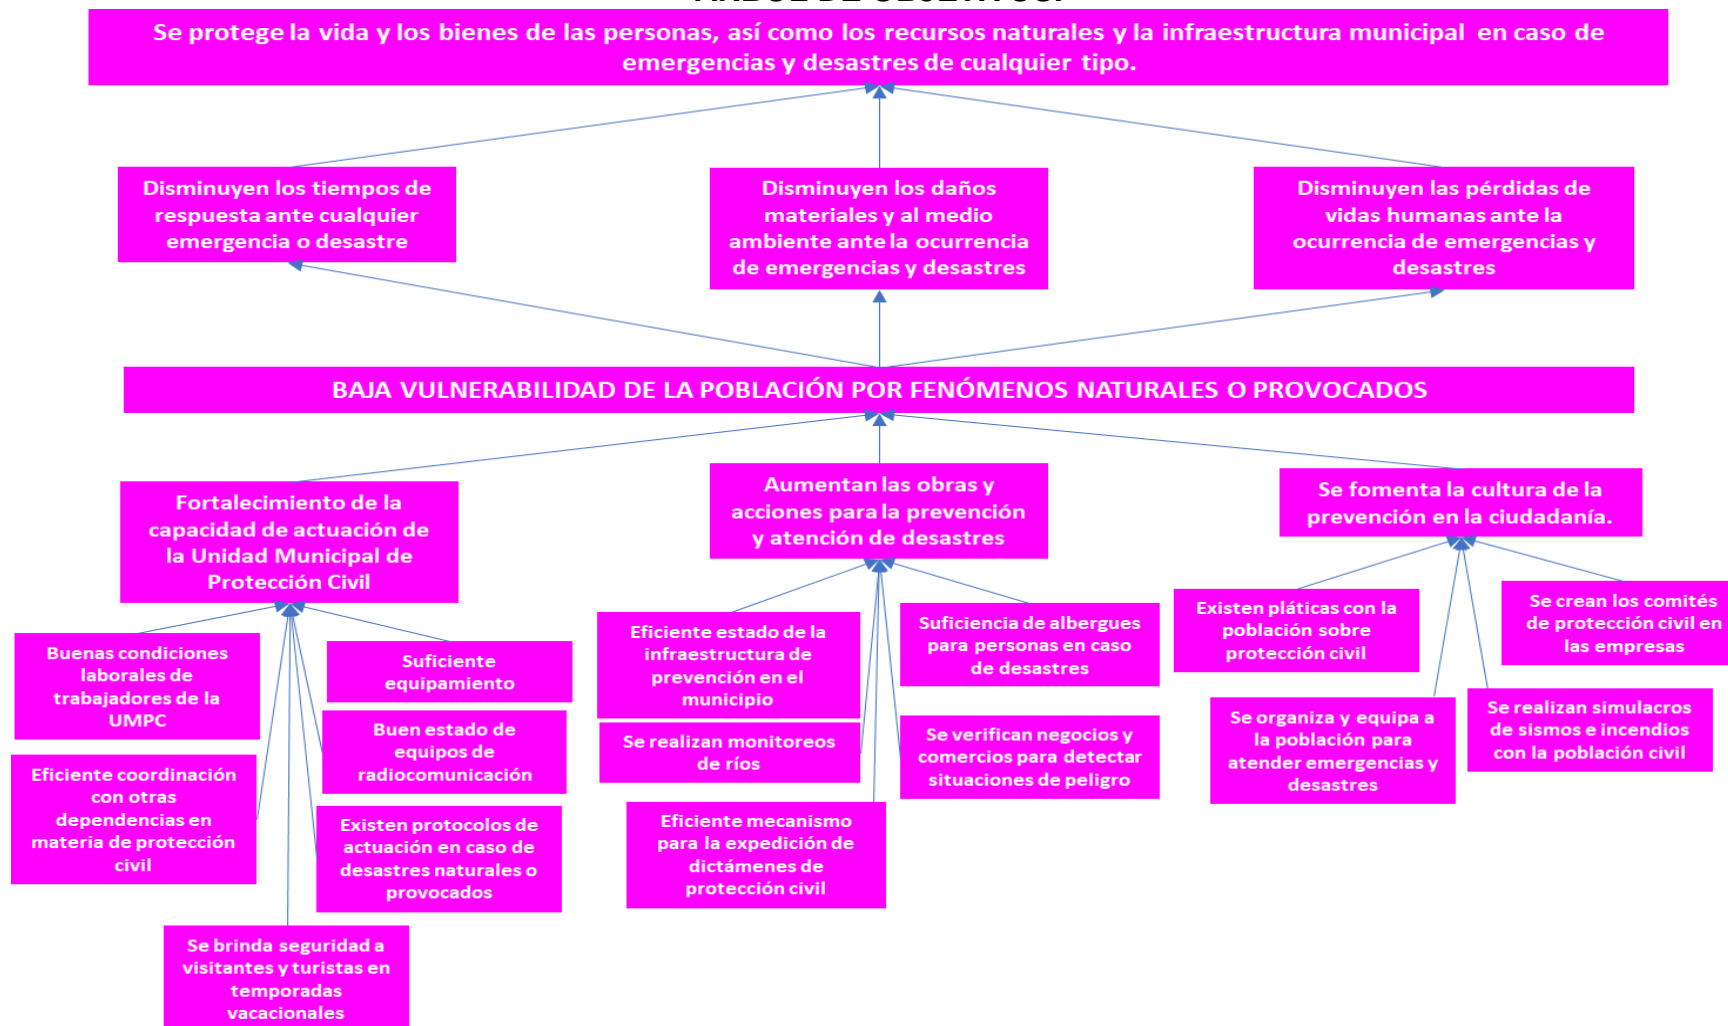 Se protege la vida y los bienes de las personas, así como los recursos naturales y la infraestructura municipal en caso de
emergencias y desastres de cualquier tipo.
Disminuyen los tiempos de
respuesta ante cualquier
emergencia o desastre
Disminuyen los daños
materiales y al medio
ambiente ante la ocurrencia
de emergencias y desastres
Disminuyen las pérdidas de
vidas humanas ante la
ocurrencia de emergencias y
desastres
BAJA VULNERABILIDAD DE LA POBLACIÓN POR FENÓMENOS NATURALES O PROVOCADOS
Fortalecimiento de la
capacidad de actuación de
la Unidad Municipal de
Protección Civil
Aumentan las obras y
acciones para la prevención
y atención de desastres
Se fomenta la cultura de la
prevención en la ciudadanía.
Buenas condiciones
laborales de
trabajadores de la
UMPC
Suficiente
equipamiento
Buen estado de
equipos de
radiocomunicación
Eficiente coordinación
con otras
dependencias en
materia de protección
civil
Existen protocolos de
actuación en caso de
desastres naturales o
provocados
Se brinda seguridad a
visitantes y turistas en
temporadas
vacacionales
Eficiente estado de la
infraestructura de
prevención en el
municipio
Suficiencia de albergues
para personas en caso
de desastres
Se realizan monitoreos
de ríos
Se verifican negocios y
comercios para detectar
situaciones de peligro
Eficiente mecanismo
para la expedición de
dictámenes de
protección civil
Existen pláticas con la
población sobre
protección civil
Se crean los comités
de protección civil en
las empresas
Se organiza y equipa a
la población para
atender emergencias y
desastres
Se realizan simulacros
de sismos e incendios
con la población civil